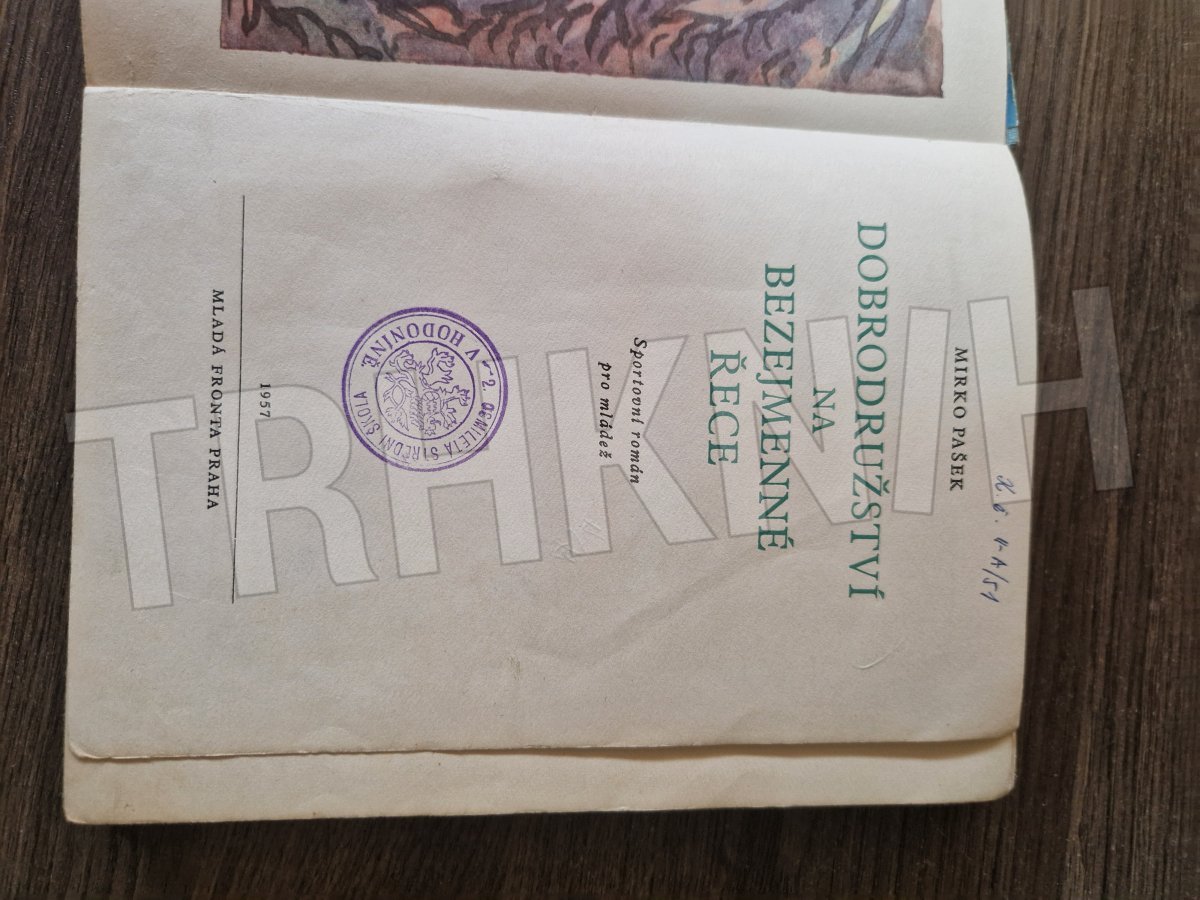 MIRKO PAŠEK
DOBRODRUŽSTVÍ
NA
BEZEJMENNÉ
ŘECE
Sportovní román
pro mládež
2. OSMILETÁ STŘEDNÍ ŠKOLA
V HODONÍNĚ
1957
MLADÁ FRONTA PRAHA
TRHKNIH